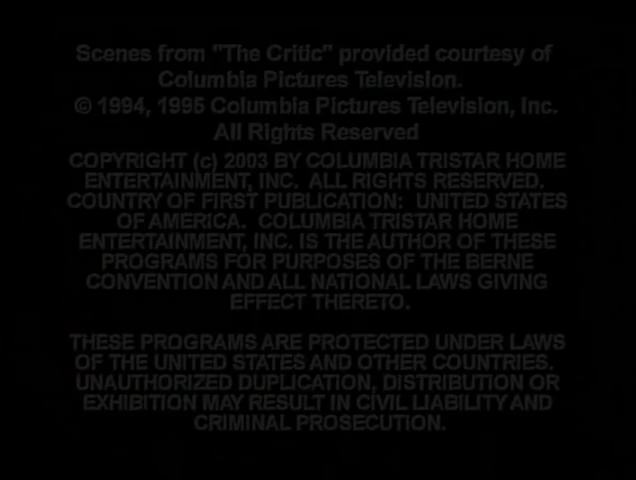 Scenes from "The Critic" provided courtesy of
Columbia Pictures Television.
© 1994, 1995 Columbia Pictures Television, Inc.
All Rights Reserved
COPYRIGHT (c) 2003 BY COLUMBIA TRISTAR HOME
ENTERTAINMENT, INC. ALL RIGHTS RESERVED.
COUNTRY OF FIRST PUBLICATION: UNITED STATES
OF AMERICA. COLUMBIA TRISTAR HOME
ENTERTAINMENT, INC. IS THE AUTHOR OF THESE
PROGRAMS FOR PURPOSES OF THE BERNE
CONVENTION AND ALL NATIONAL LAWS GIVING
EFFECT THERETO.
THESE PROGRAMS ARE PROTECTED UNDER LAWS
OF THE UNITED STATES AND OTHER COUNTRIES.
UNAUTHORIZED DUPLICATION, DISTRIBUTION OR
EXHIBITION MAY RESULT IN CIVIL LIABILITY AND
CRIMINAL PROSECUTION.